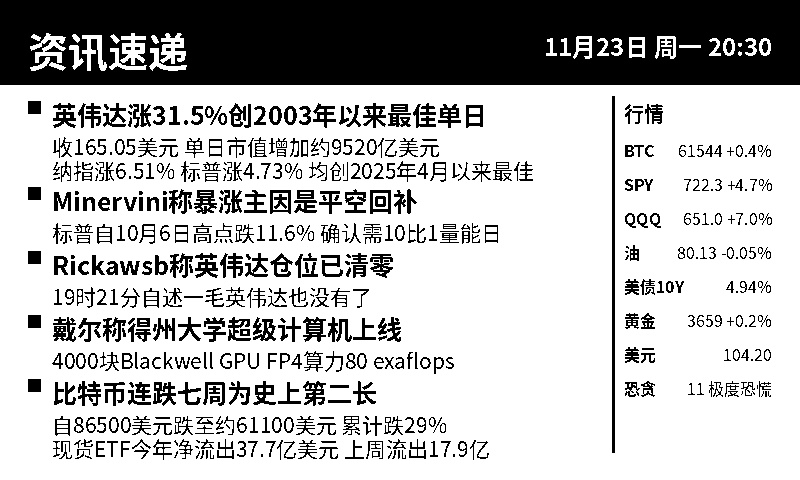 资讯速递
11月23日 周一 20:30
英伟达涨31.5%创2003年以来最佳单日
收165.05美元 单日市值增加约9520亿美元
纳指涨6.51% 标普涨4.73% 均创2025年4月以来最佳
Minervini称暴涨主因是平空回补
标普自10月6日高点跌11.6% 确认需10比1量能日
Rickawsb称英伟达仓位已清零
19时21分自述一毛英伟达也没有了
戴尔称得州大学超级计算机上线
4000块Blackwell GPU FP4算力80 exaflops
比特币连跌七周为史上第二长
自86500美元跌至约61100美元 累计跌29%
现货ETF今年净流出37.7亿美元 上周流出17.9亿
行情
BTC 61544 +0.4%
SPY 722.3 +4.7%
QQQ 651.0 +7.0%
油 80.13 -0.05%
美债10Y 4.94%
黄金 3659 +0.2%
美元 104.20
恐贪 11 极度恐慌